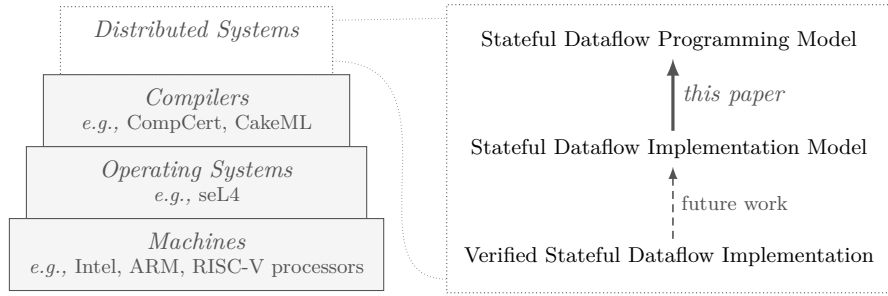 Distributed Systems
Compilers
e.g., CompCert, CakeML
Operating Systems
e.g., seL4
Machines
e.g., Intel, ARM, RISC-V processors
Stateful Dataflow Programming Model
this paper
Stateful Dataflow Implementation Model
future work
Verified Stateful Dataflow Implementation